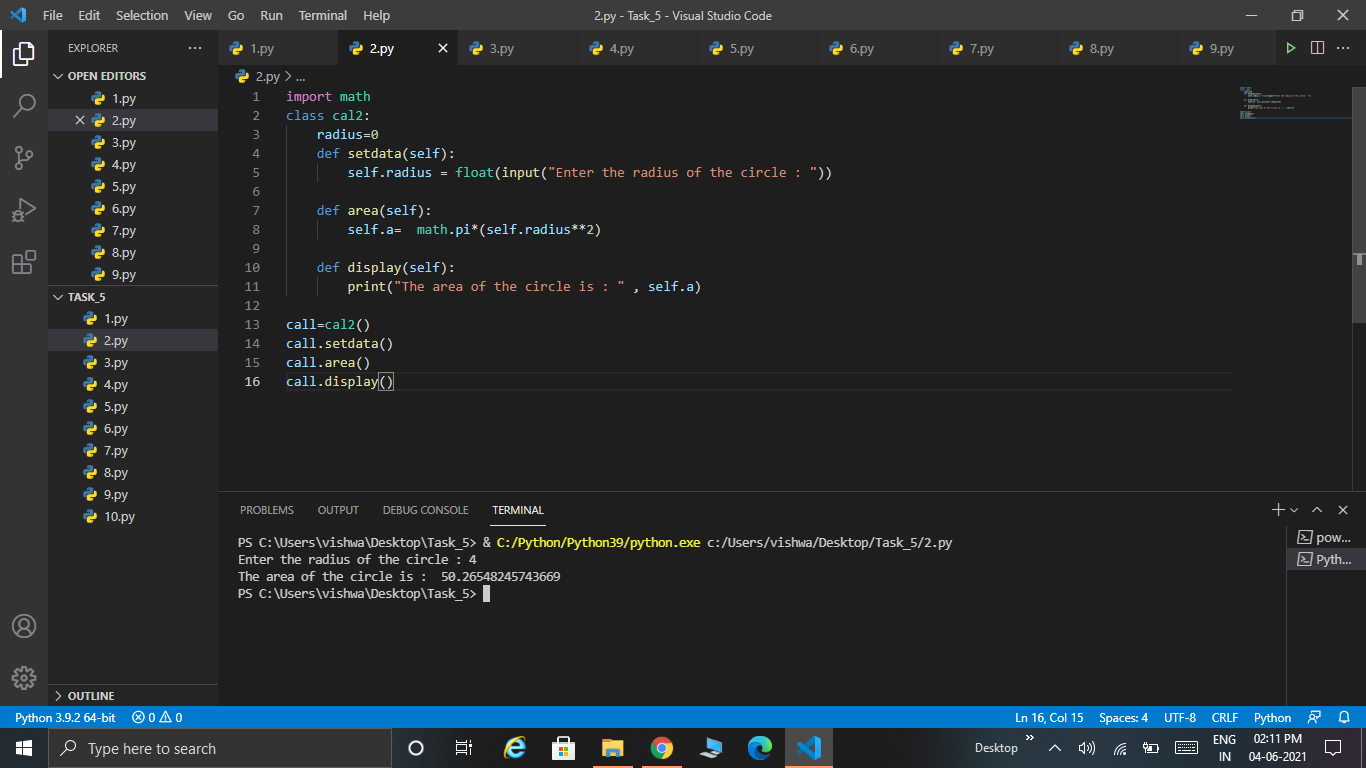 File Edit Selection View Go Run Terminal Help
2.py - Task_5 - Visual Studio Code
EXPLORER
OPEN EDITORS
1.py
2.py
3.py
4.py
5.py
6.py
7.py
8.py
9.py
TASK_5
1.py
2.py
3.py
4.py
5.py
6.py
7.py
8.py
9.py
10.py
OUTLINE
1.py 2.py 3.py 4.py 5.py 6.py 7.py 8.py 9.py
2.py > ...
1 import math
2 class cal2:
3 radius=0
4 def setdata(self):
5 self.radius = float(input("Enter the radius of the circle : "))
6
7 def area(self):
8 self.a=  math.pi*(self.radius**2)
9
10 def display(self):
11 print("The area of the circle is : " , self.a)
12
13 call=cal2()
14 call.setdata()
15 call.area()
16 call.display()
PROBLEMS OUTPUT DEBUG CONSOLE TERMINAL
PS C:\Users\vishwa\Desktop\Task_5> & C:/Python/Python39/python.exe c:/Users/vishwa/Desktop/Task_5/2.py
Enter the radius of the circle : 4
The area of the circle is :  50.26548245743669
PS C:\Users\vishwa\Desktop\Task_5>
pow...
Pyth...
Python 3.9.2 64-bit 0 0 Ln 16, Col 15 Spaces: 4 UTF-8 CRLF Python
Type here to search
Desktop
ENG
IN
02:11 PM
04-06-2021